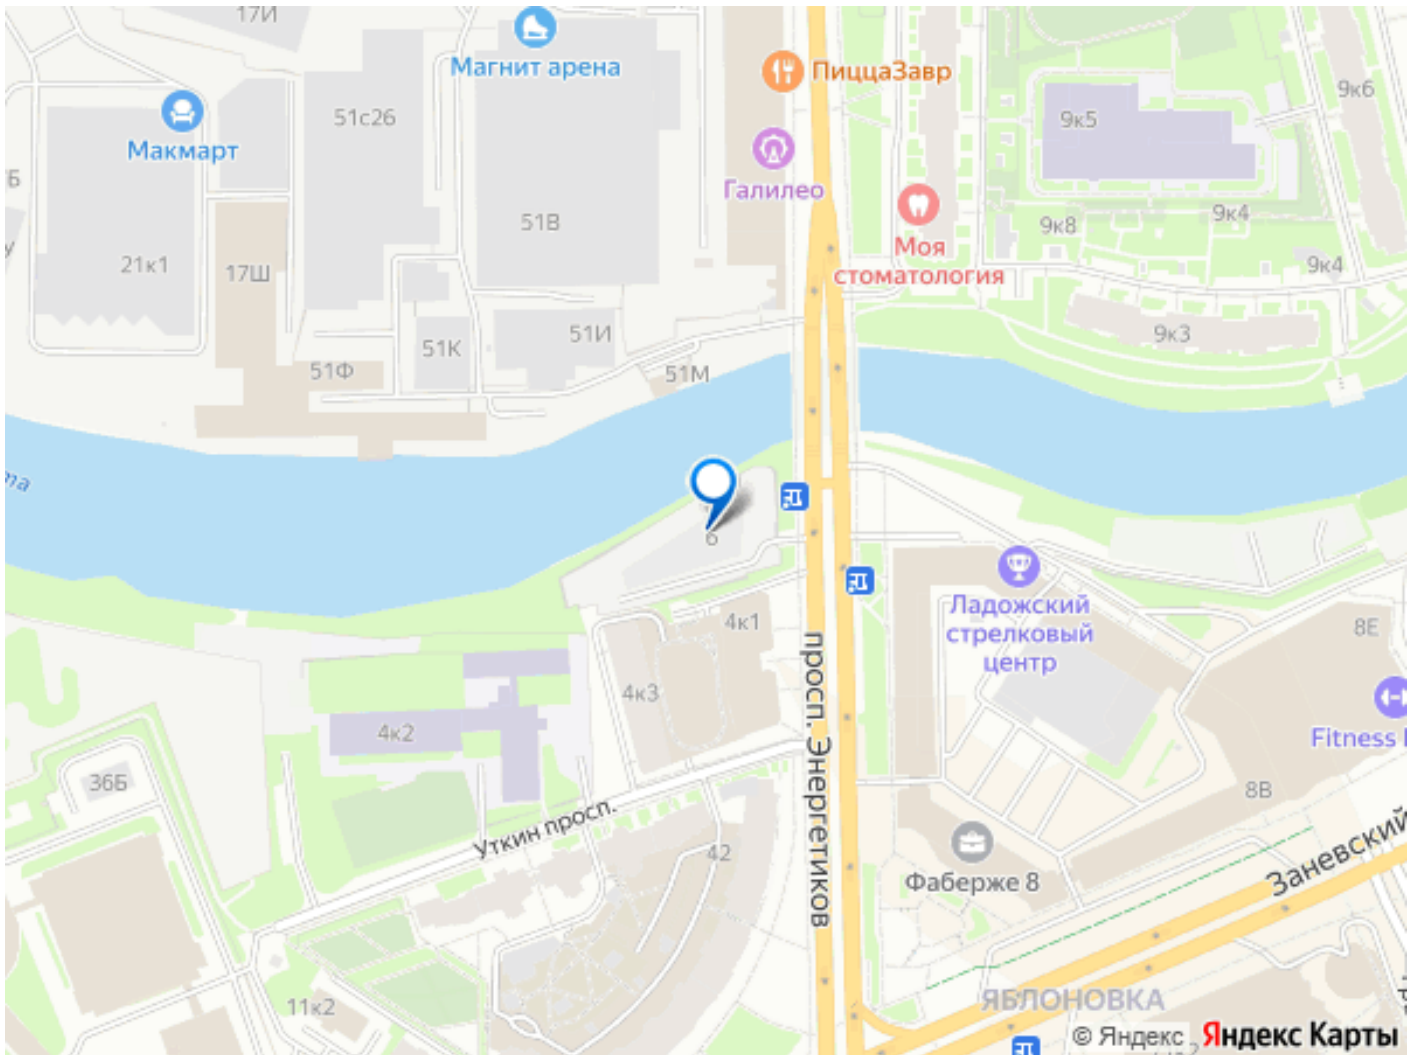 17И
Магнит арена
ПиццаЗавр
9к6
51с26
9к5
Макмарт
Галилео
51В
9к8
9к4
Моя
стоматология
21к1
17Ш
9к4
51И
9к3
51К
51Ф
51М
6
Ладожский
стрелковый
центр
4к1
8Е
просп. Энергетиков
4к3
4к2
Fitness
36Б
8В
Уткин просп.
42
Заневский
Фаберже 8
11к2
ЯБЛОНОВКА
© Яндекс
Яндекс Карты